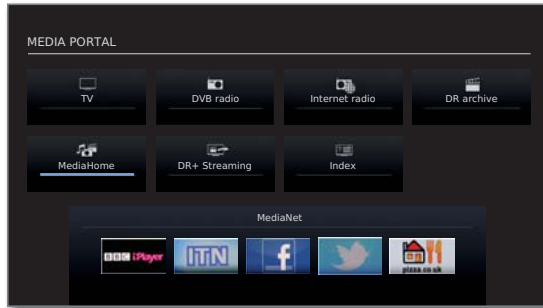 MEDIA PORTAL
TV
DVB radio
Internet radio
DR archive
MediaHome
DR+ Streaming
Index
MediaNet
BBC iPlayer
ITN
f
pizza.co.uk